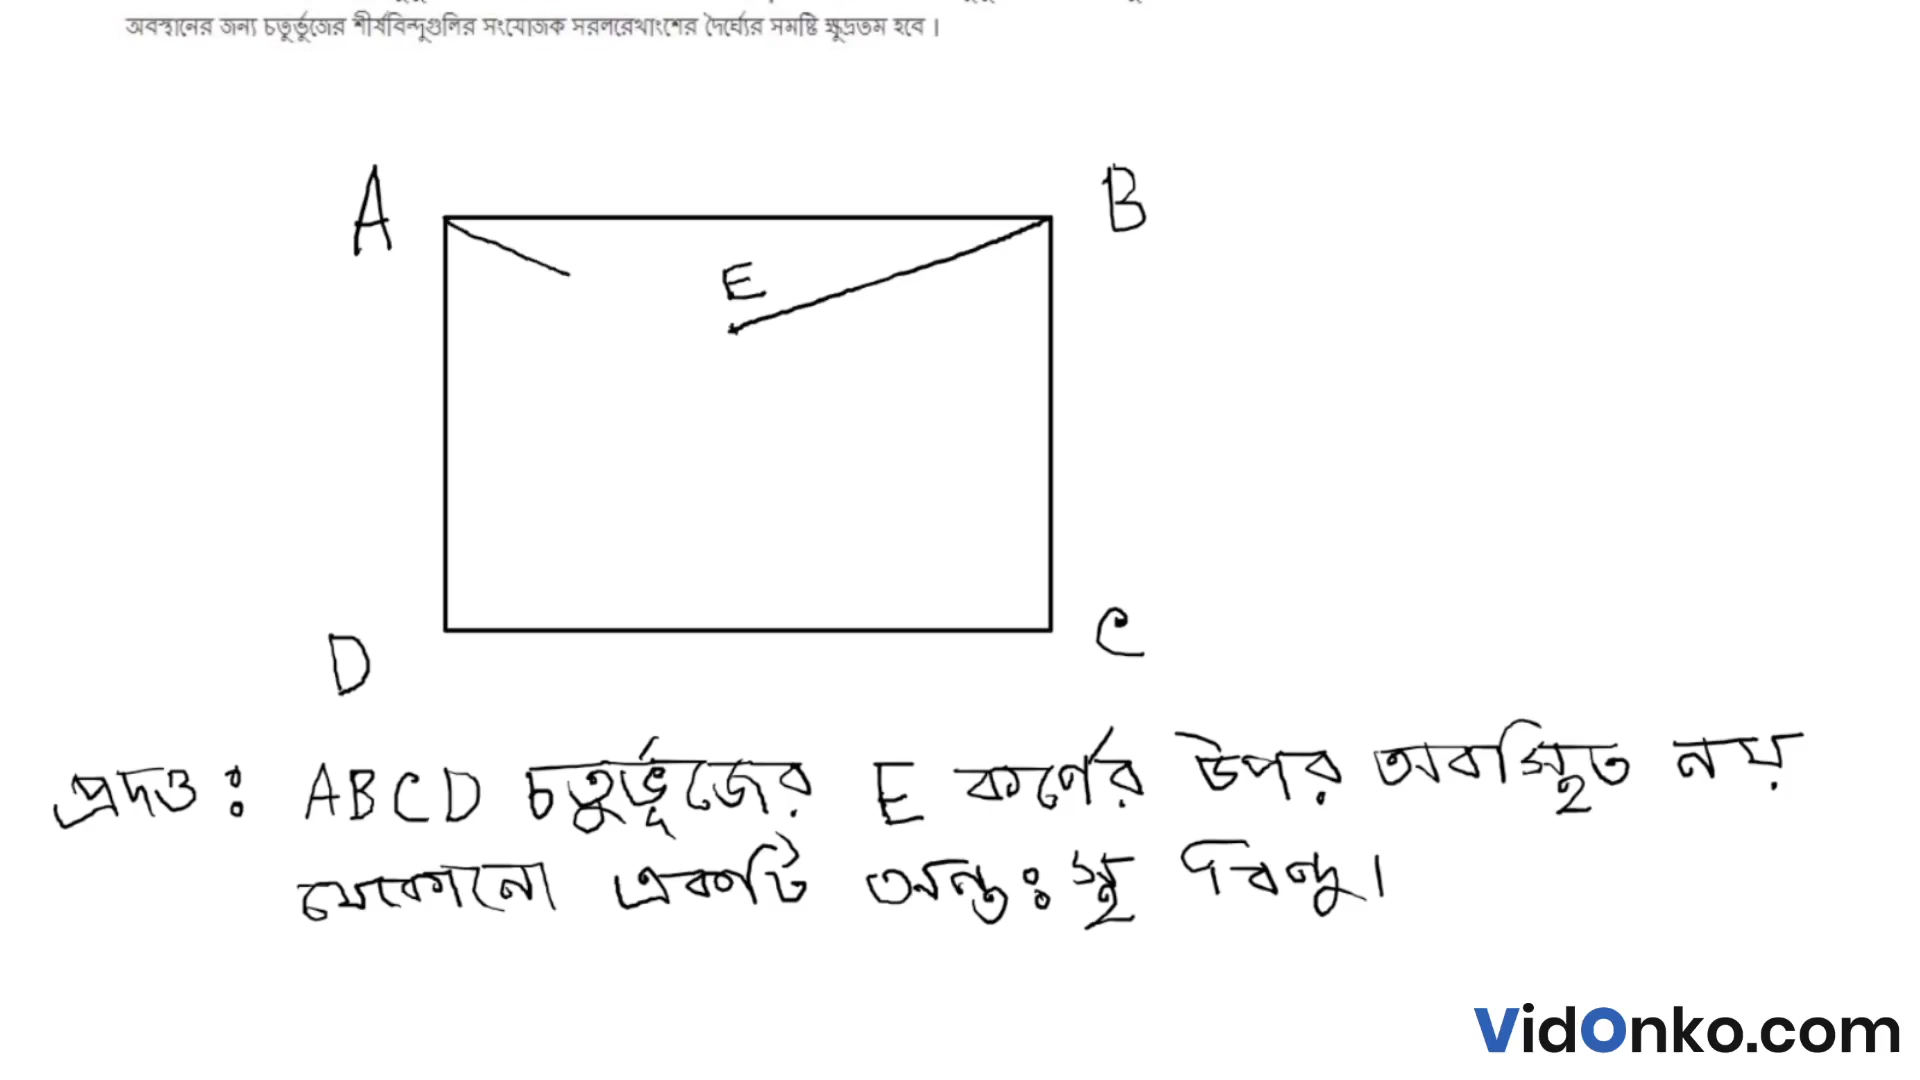 অবস্থানের জন্য চতুর্ভুজের শীর্ষবিন্দুগুলির সংযোজক সরলরেখাংশের দৈর্ঘ্যের সমষ্টি ক্ষুদ্রতম হবে।
A
B
E
D
C
প্রদত্ত : ABCD চতুর্ভূজের E কর্ণের উপর অবস্থিত নয়
যেকোনো একটি অন্ত:স্থ বিন্দু।
VidOnko.com